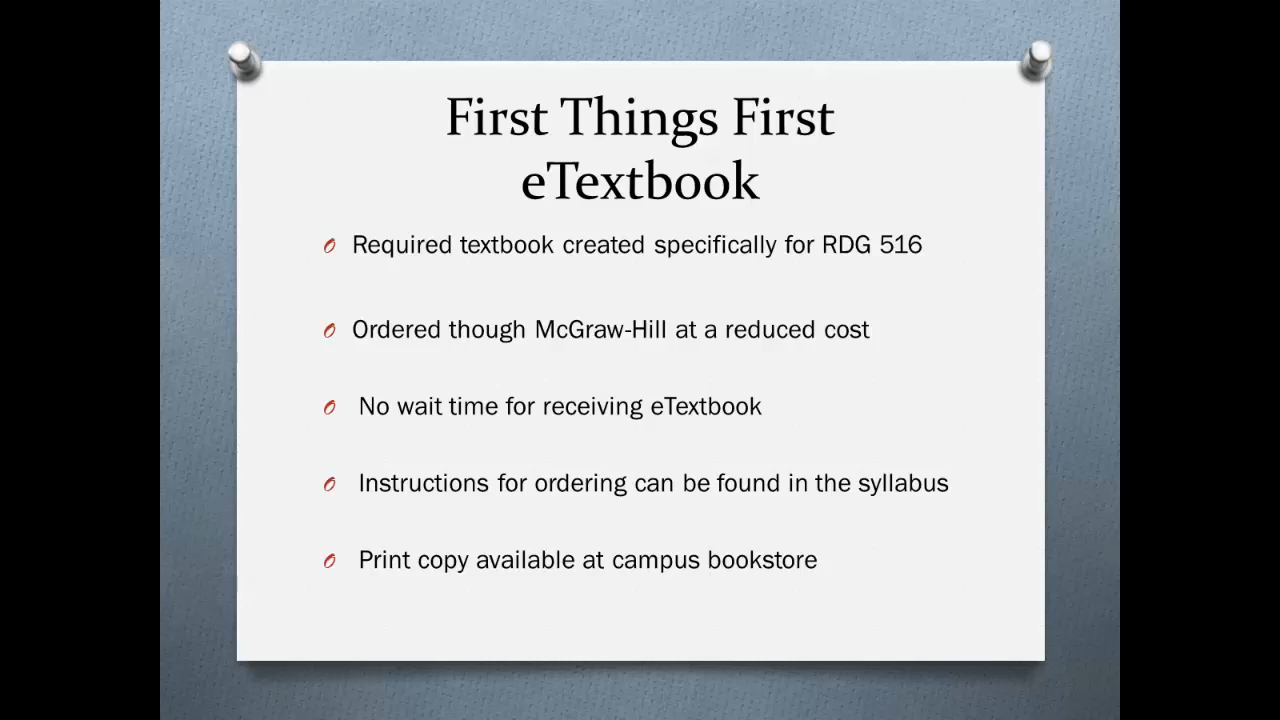 First Things First
eTextbook
Required textbook created specifically for RDG 516
Ordered though McGraw-Hill at a reduced cost
No wait time for receiving eTextbook
Instructions for ordering can be found in the syllabus
Print copy available at campus bookstore